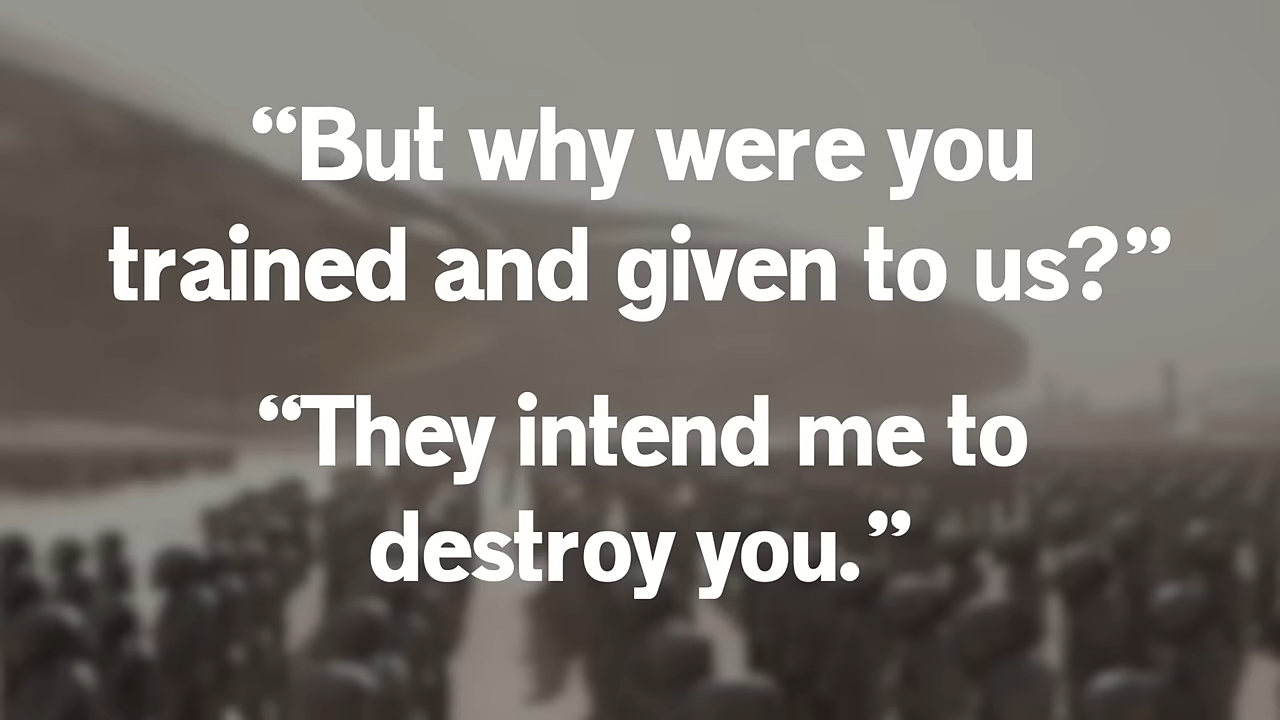 “But why were you
trained and given to us?”
“They intend me to
destroy you.”